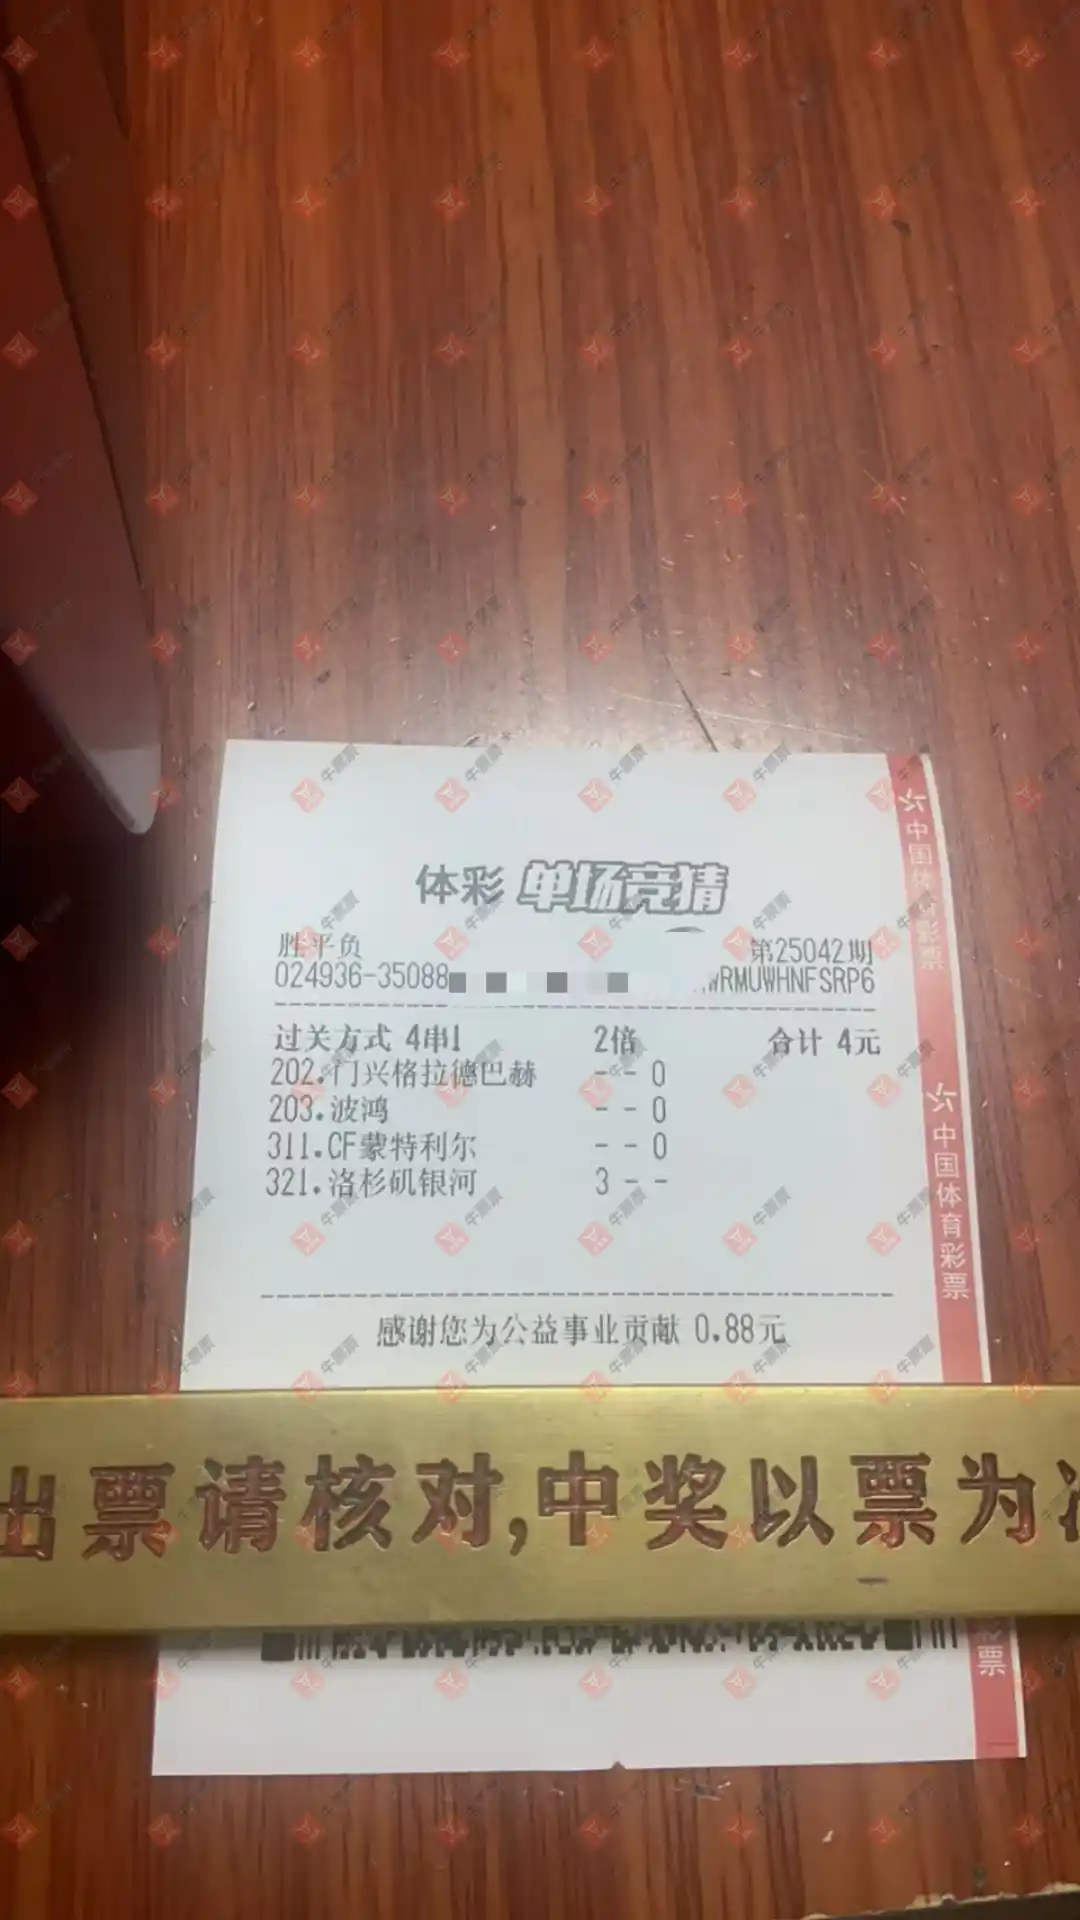 体彩 单场竞猜
胜平负 第25042期
024936-35088 WRMUWHNFSRP6
过关方式 4串1 2倍 合计 4元
202.门兴格拉德巴赫 --0
203.波鸿 --0
311.CF蒙特利尔 --0
321.洛杉矶银河 3--
感谢您为公益事业贡献 0.88元
出票请核对,中奖以票为
中国体育彩票
中国体育彩票
彩票
牛票票